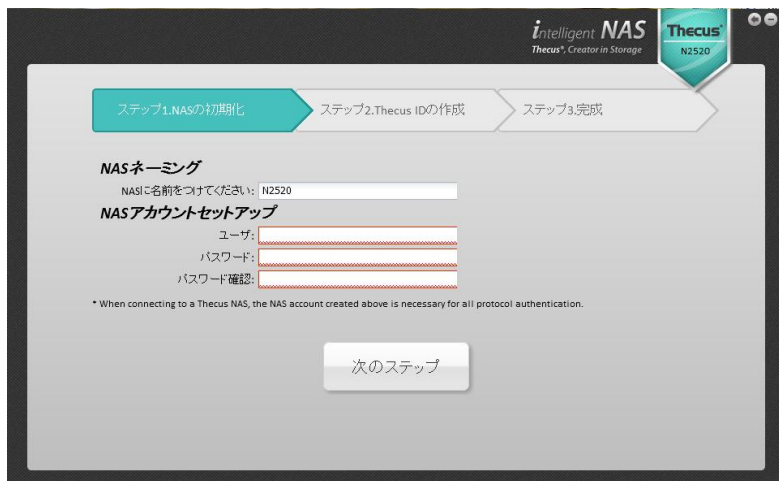 intelligent NAS
Thecus®, Creator in Storage
Thecus®
N2520
ステップ1.NASの初期化
ステップ2.Thecus IDの作成
ステップ3.完成
NASネーミング
NASに名前をつけてください: N2520
NASアカウントセットアップ
ユーザ:
パスワード:
パスワード確認:
* When connecting to a Thecus NAS, the NAS account created above is necessary for all protocol authentication.
次のステップ